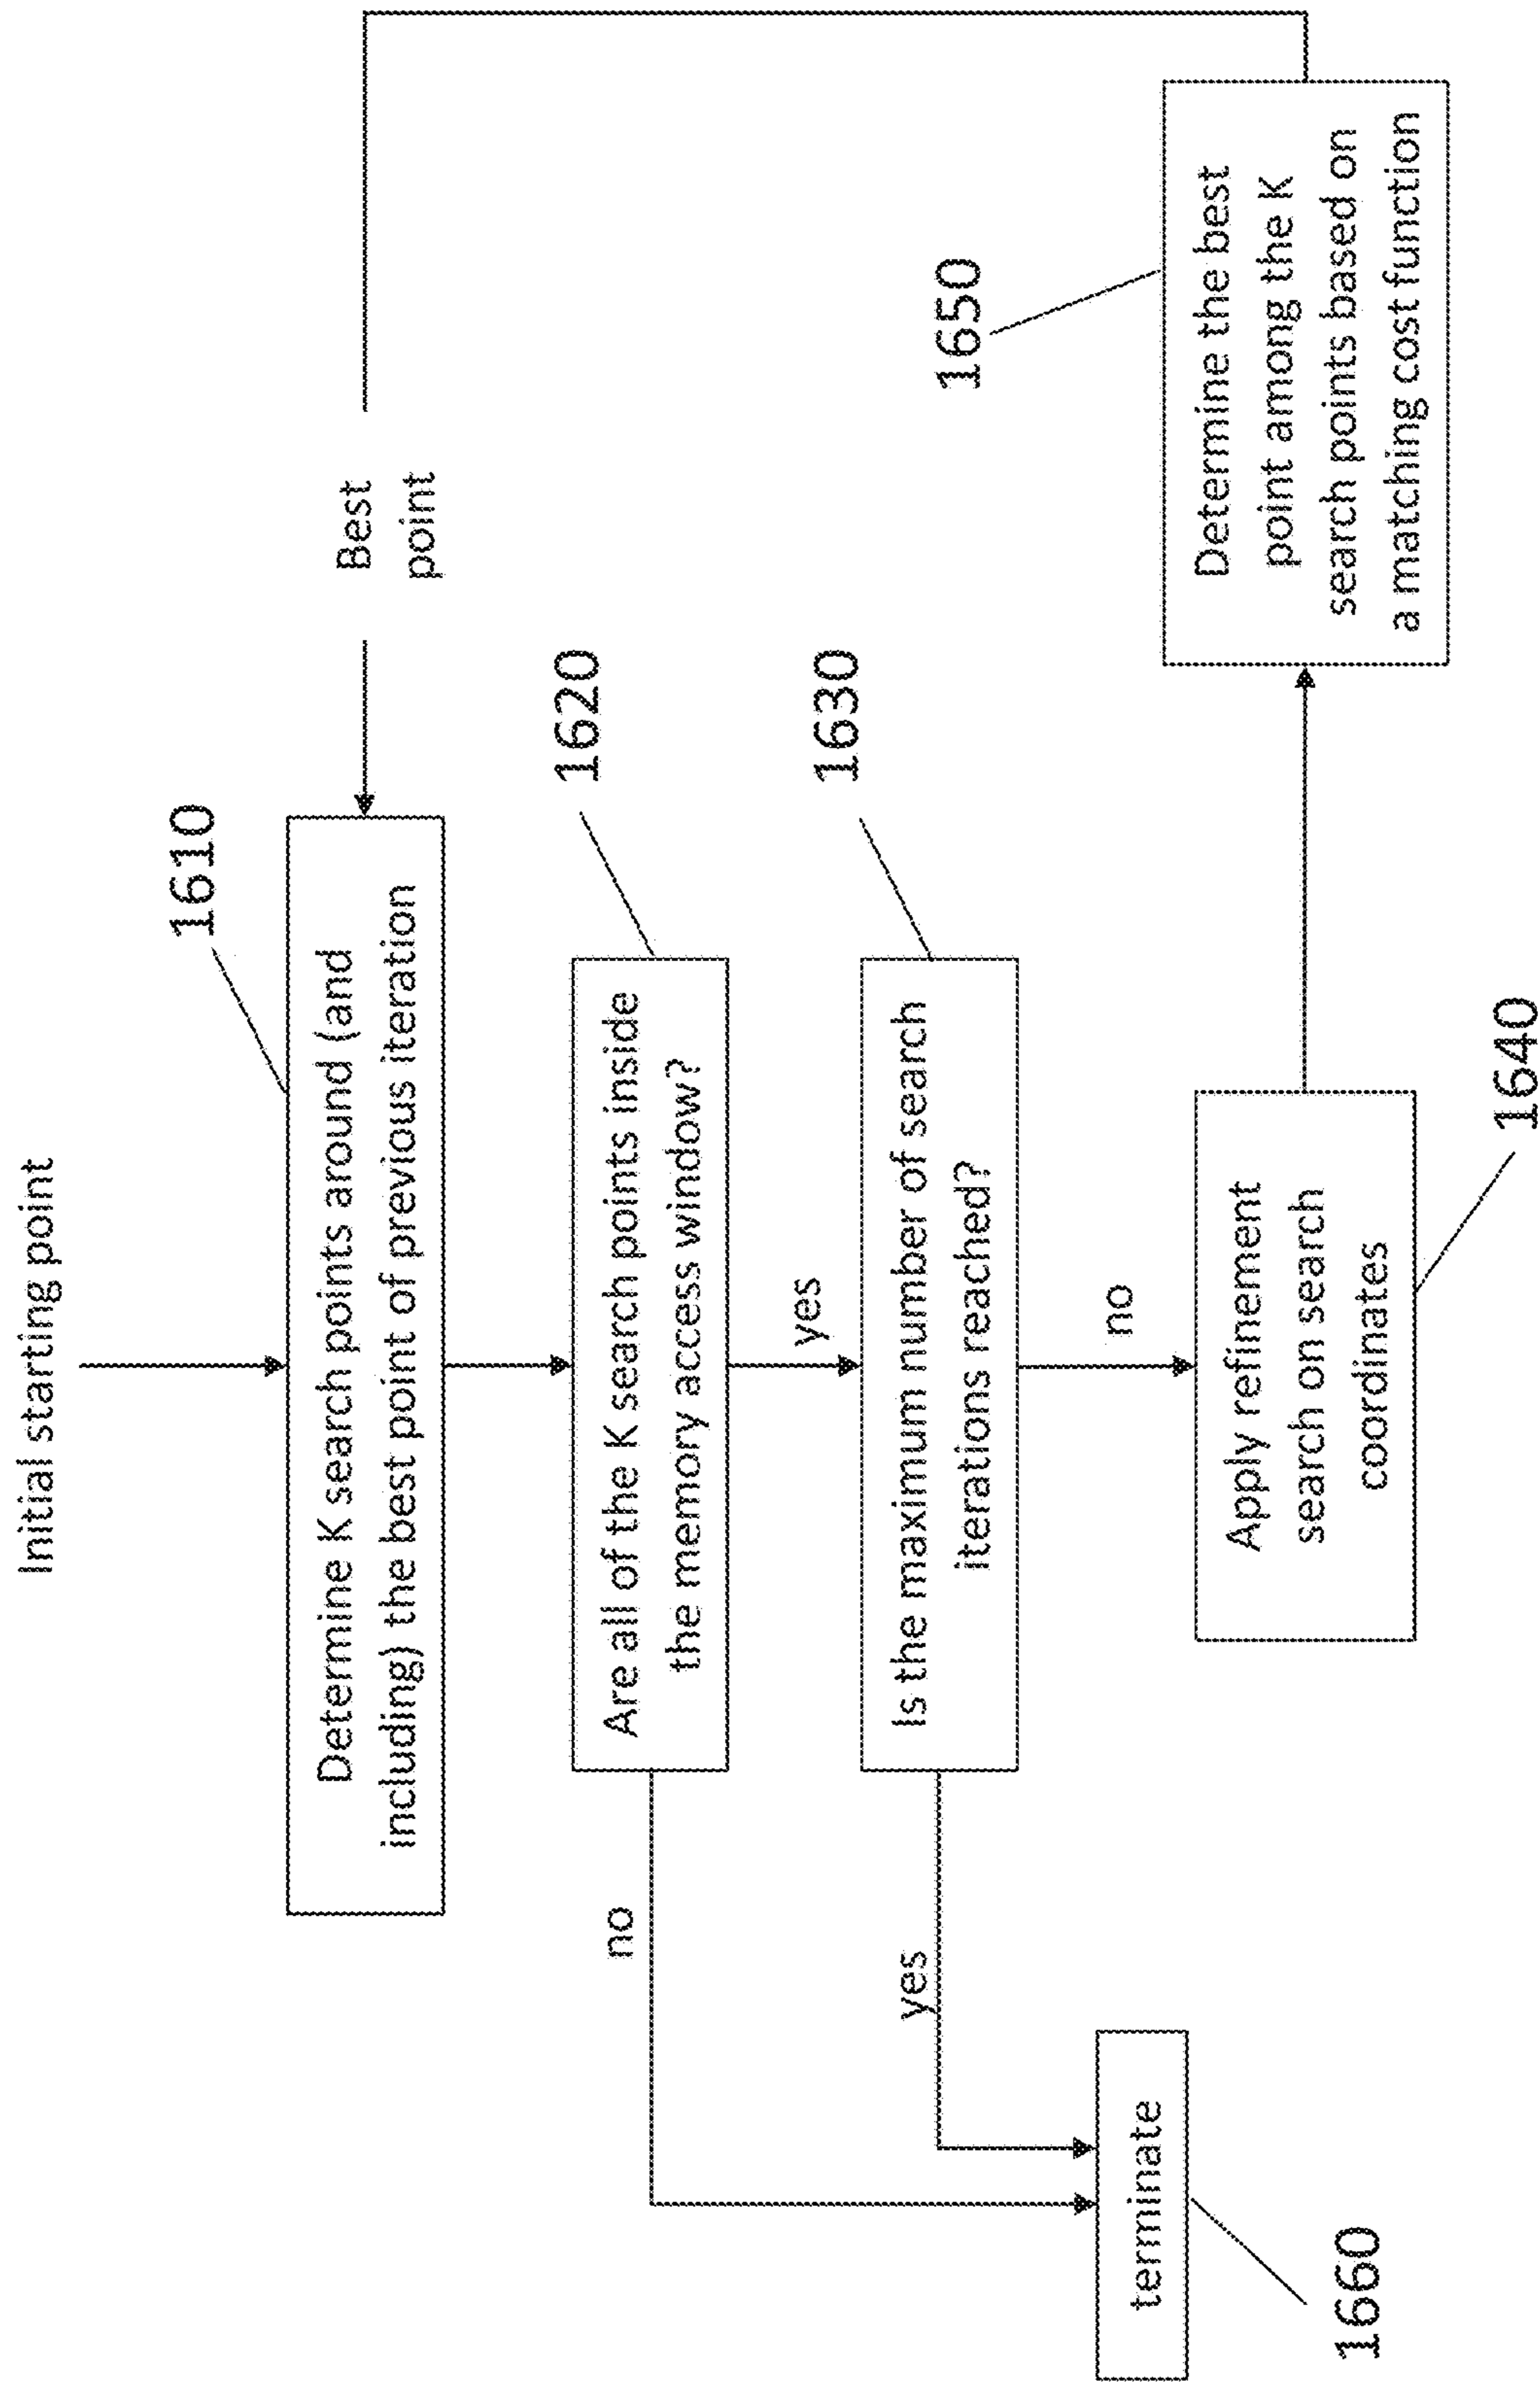 Initial starting point
1610
Determine K search points around (and
including) the best point of previous iteration
Best
point
1620
Are all of the K search points inside
the memory access window?
no
yes
1630
Is the maximum number of search
iterations reached?
yes
no
1640
Apply refinement
search on search
coordinates
1650
Determine the best
point among the K
search points based on
a matching cost function
terminate
1660